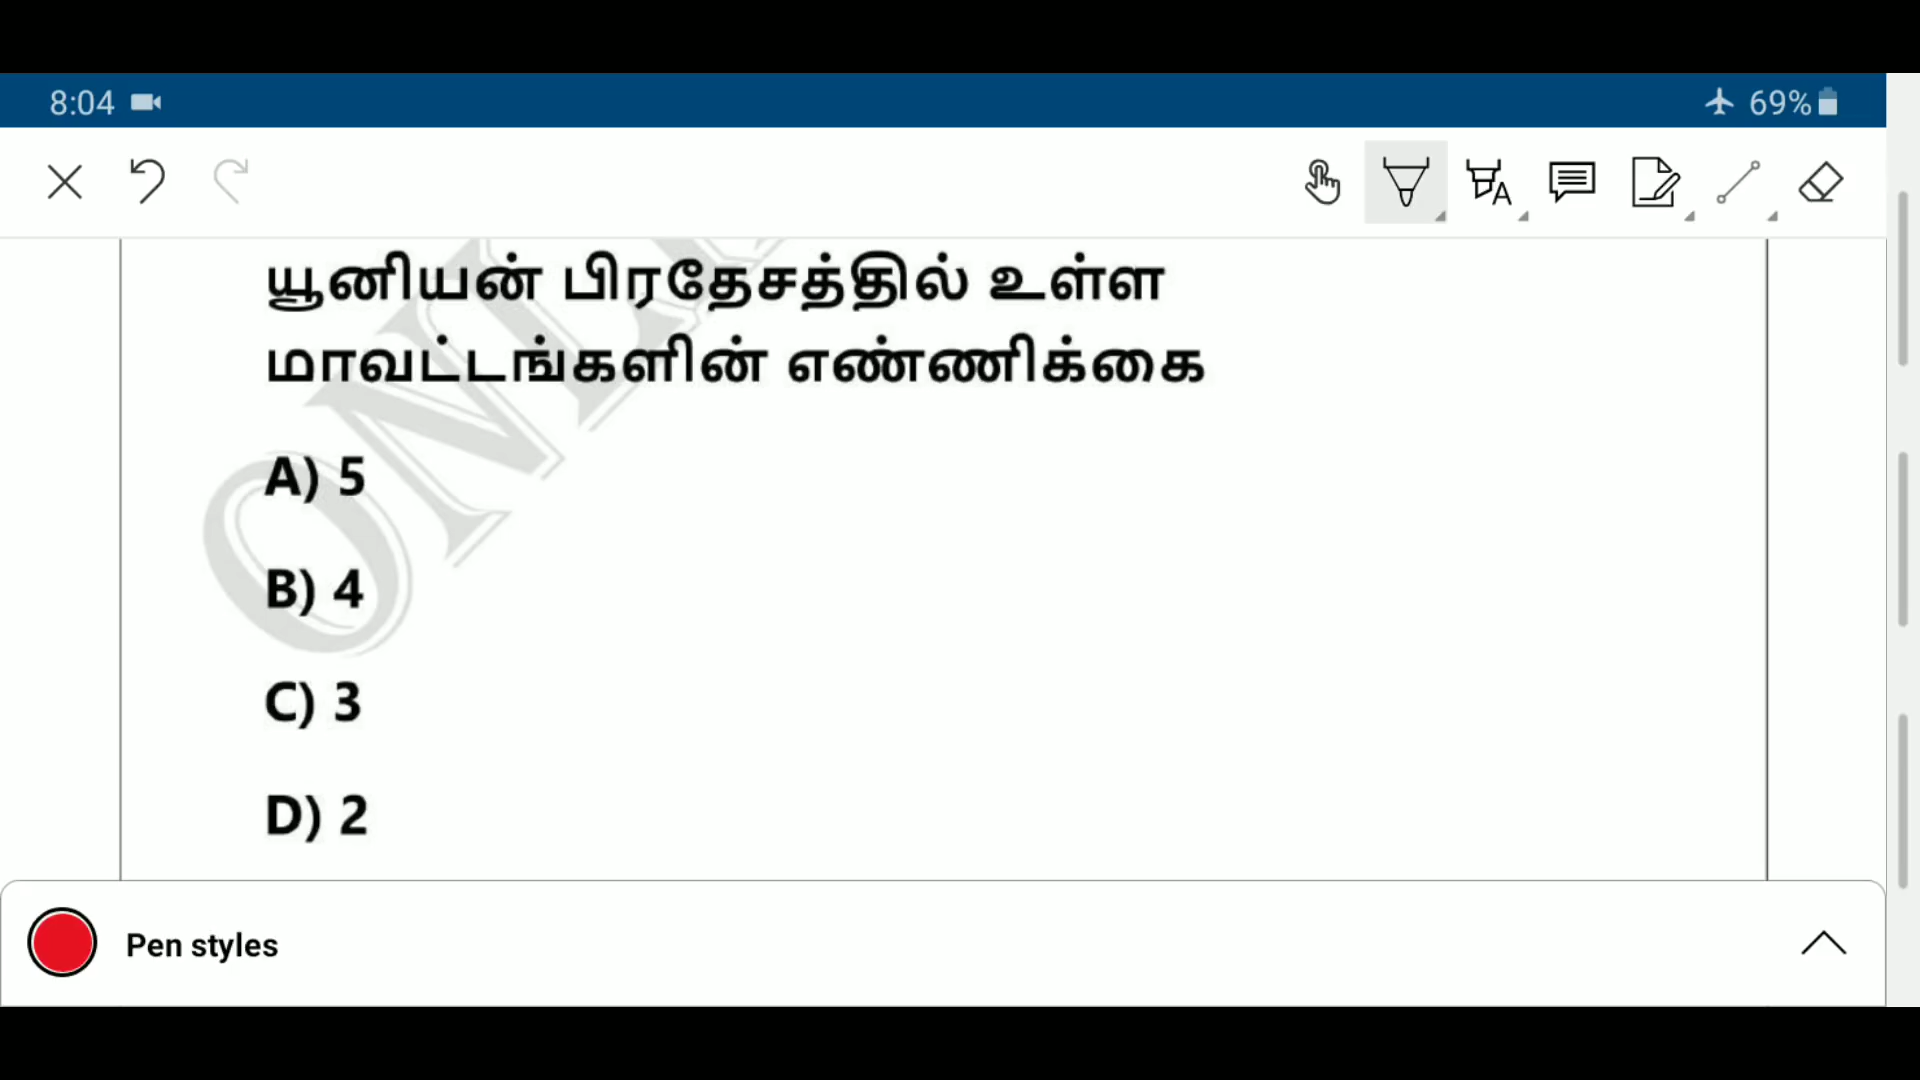 8:04
69%
யூனியன் பிரதேசத்தில் உள்ள
மாவட்டங்களின் எண்ணிக்கை
A) 5
B) 4
C) 3
D) 2
Pen styles